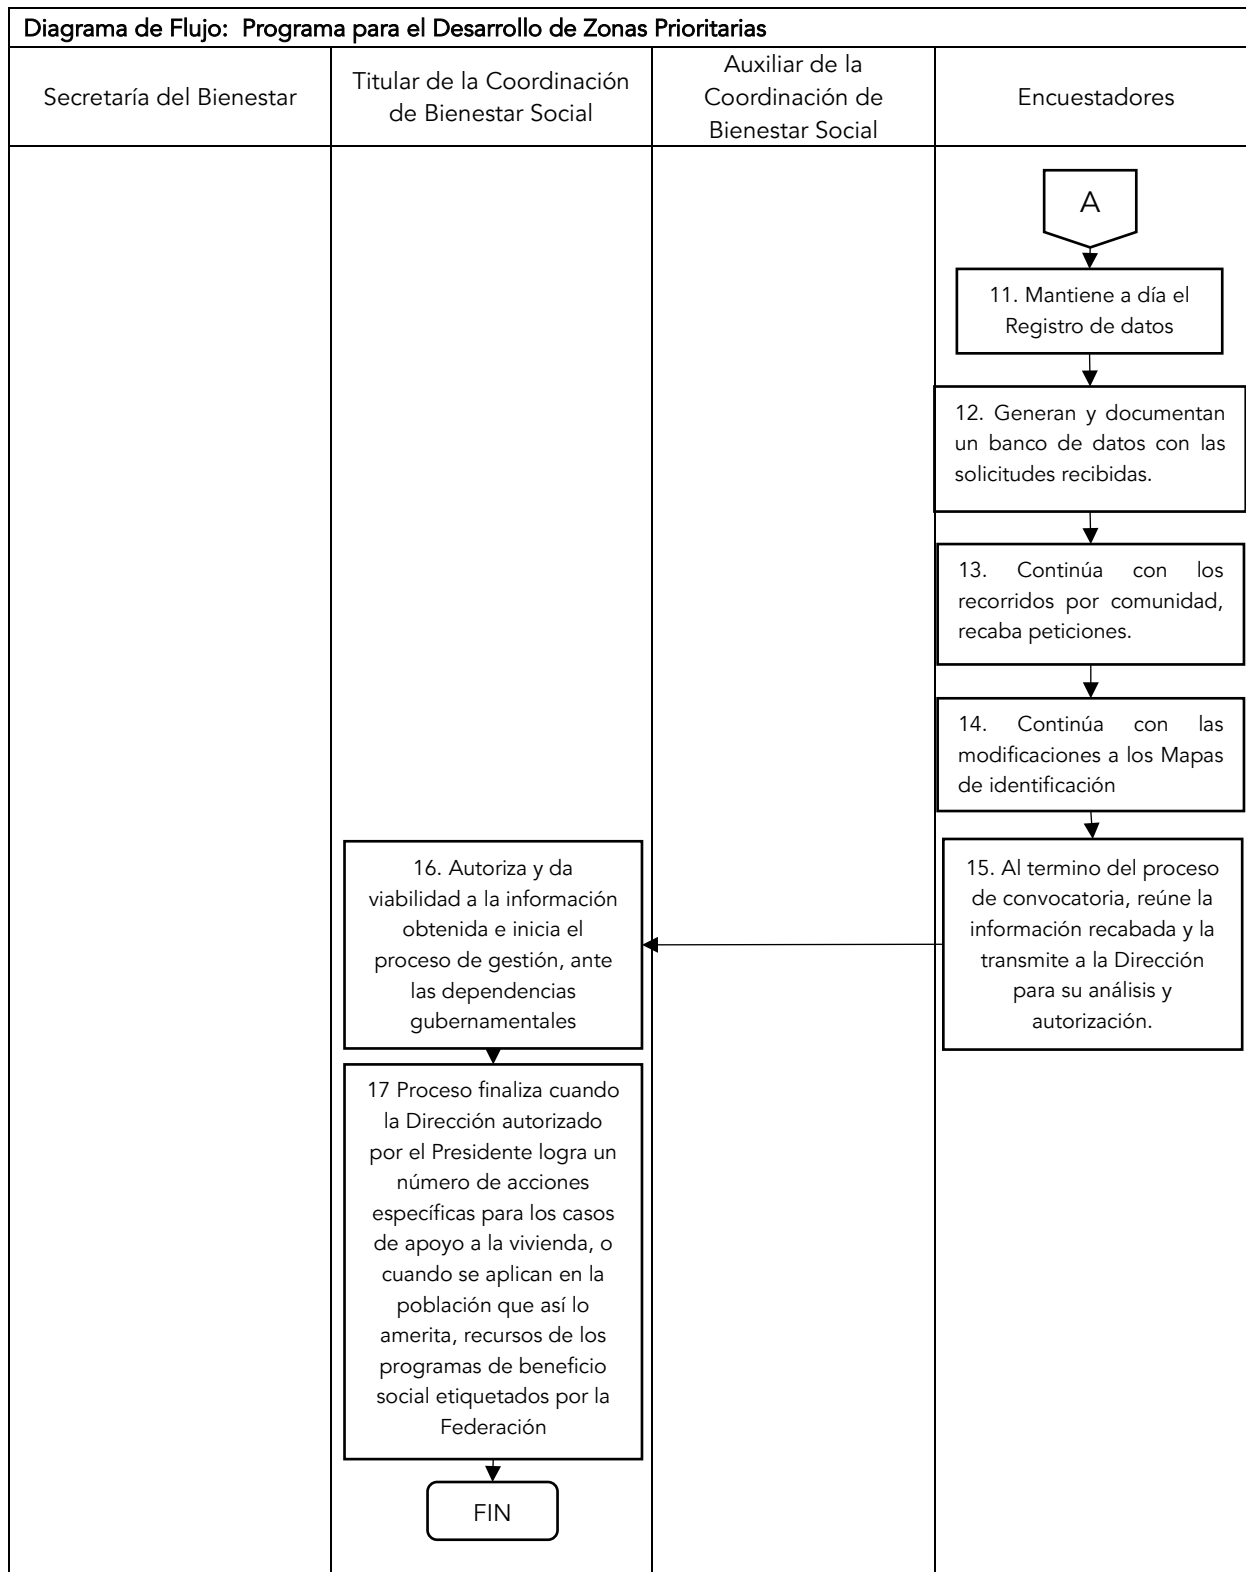 Diagrama de Flujo: Programa para el Desarrollo de Zonas Prioritarias
Secretaría del Bienestar
Titular de la Coordinación
de Bienestar Social
Auxiliar de la
Coordinación de
Bienestar Social
Encuestadores
A
11. Mantiene a día el
Registro de datos
12. Generan y documentan
un banco de datos con las
solicitudes recibidas.
13. Continúa con los
recorridos por comunidad,
recaba peticiones.
14. Continúa con las
modificaciones a los Mapas
de identificación
15. Al termino del proceso
de convocatoria, reúne la
información recabada y la
transmite a la Dirección
para su análisis y
autorización.
16. Autoriza y da
viabilidad a la información
obtenida e inicia el
proceso de gestión, ante
las dependencias
gubernamentales
17 Proceso finaliza cuando
la Dirección autorizado
por el Presidente logra un
número de acciones
específicas para los casos
de apoyo a la vivienda, o
cuando se aplican en la
población que así lo
amerita, recursos de los
programas de beneficio
social etiquetados por la
Federación
FIN